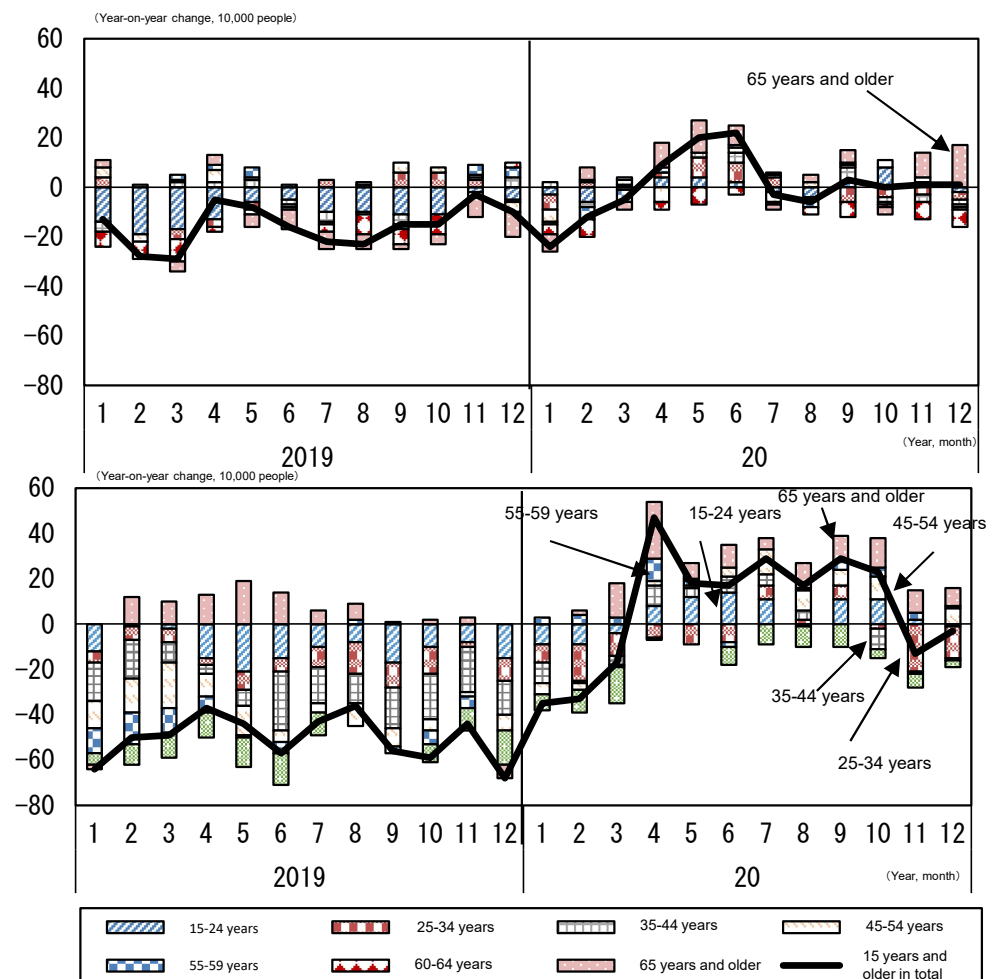 （Year-on-year change, 10,000 people）
60
40
20
0
−20
−40
−60
−80
65 years and older
1 2 3 4 5 6 7 8 9 10 11 12 1 2 3 4 5 6 7 8 9 10 11 12
（Year, month）
2019 20
（Year-on-year change, 10,000 people）
60
40
20
0
−20
−40
−60
−80
65 years and older
55-59 years 15-24 years 45-54 years
35-44 years
25-34 years
1 2 3 4 5 6 7 8 9 10 11 12 1 2 3 4 5 6 7 8 9 10 11 12
2019 20 （Year, month）
15-24 years 25-34 years 35-44 years 45-54 years
55-59 years 60-64 years 65 years and older 15 years and
older in total